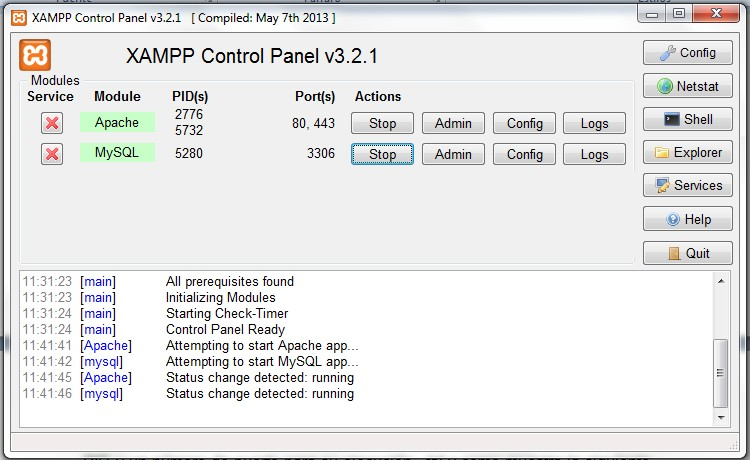 XAMPP Control Panel v3.2.1 [ Compiled: May 7th 2013 ]
XAMPP Control Panel v3.2.1
Config
Modules
Service Module PID(s) Port(s) Actions
Netstat
Apache 2776 5732 80, 443 Stop Admin Config Logs
Shell
MySQL 5280 3306 Stop Admin Config Logs
Explorer
Services
Help
Quit
11:31:23 [main] All prerequisites found
11:31:23 [main] Initializing Modules
11:31:24 [main] Starting Check-Timer
11:31:24 [main] Control Panel Ready
11:41:41 [Apache] Attempting to start Apache app...
11:41:42 [mysql] Attempting to start MySQL app...
11:41:45 [Apache] Status change detected: running
11:41:46 [mysql] Status change detected: running